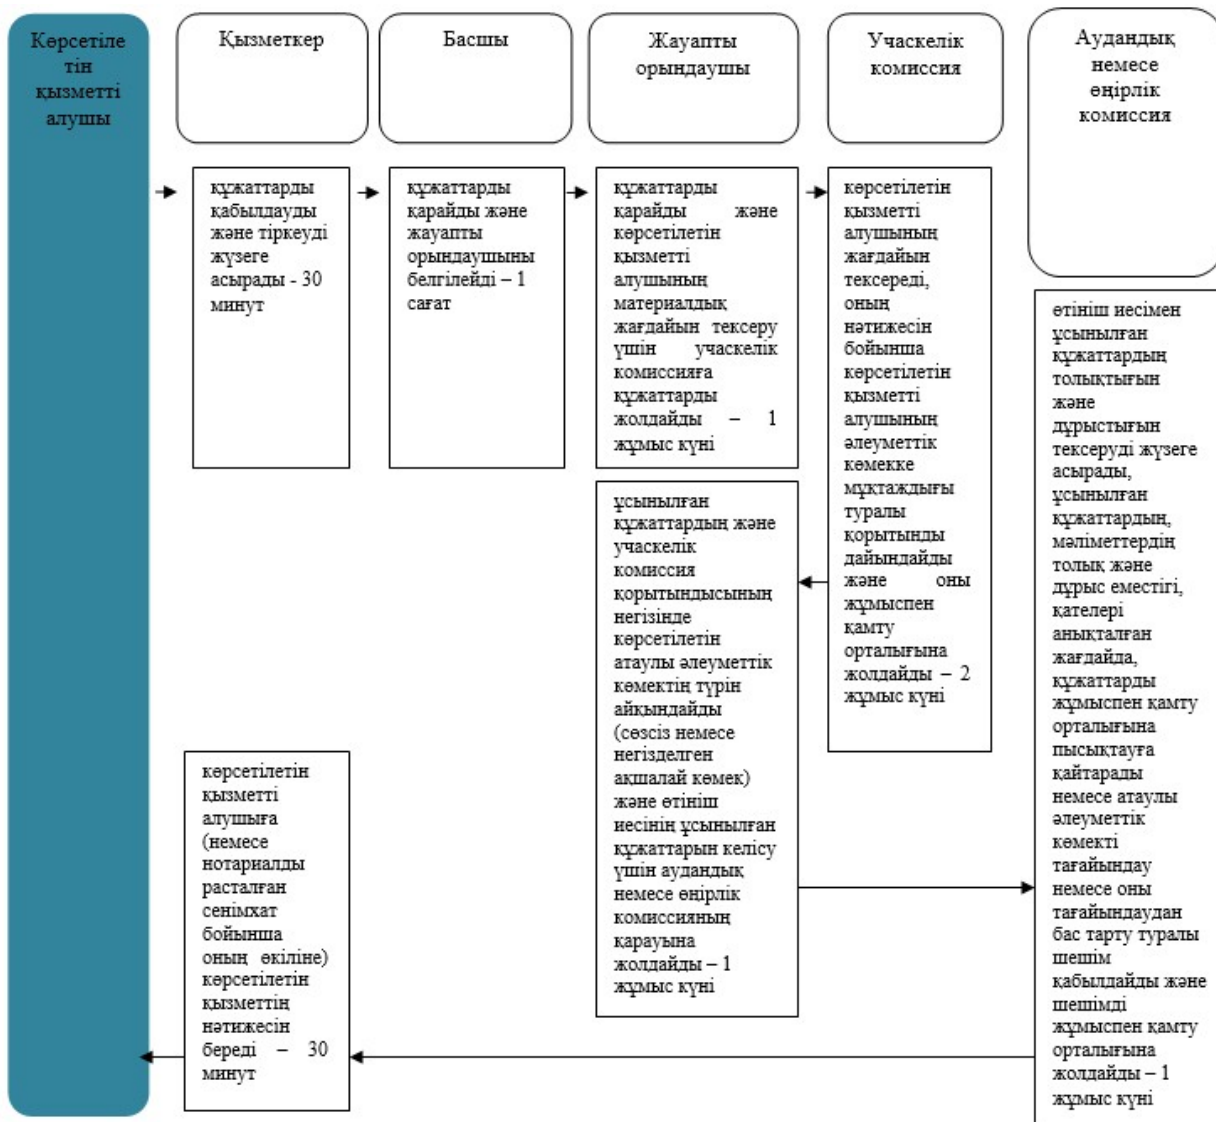 Көрсетіле
тін
қызметті
алушы
Қызметкер
Басшы
Жауапты
орындаушы
Учаскелік
комиссия
Аудандық
немесе
өңірлік
комиссия
құжаттарды
қабылдауды
және тіркеуді
жүзеге
асырады - 30
минут
құжаттарды
қарайды және
жауапты
орындаушыны
белгілейді – 1
сағат
құжаттарды
қарайды және
көрсетілетін
қызметті
алушының
материалдық
жағдайын тексеру
үшін учаскелік
комиссияға
құжаттарды
жолдайды – 1
жұмыс күні
көрсетілетін
қызметті
алушының
жағдайын
тексереді,
оның
нәтижесін
бойынша
көрсетілетін
қызметті
алушының
әлеуметтік
көмекке
мұқтаждығы
туралы
қорытынды
дайындайды
және оны
жұмыспен
қамту
орталығына
жолдайды – 2
жұмыс күні
ұсынылған
құжаттардың және
учаскелік
комиссия
қорытындысының
негізінде
көрсетілетін
атаулы әлеуметтік
көмектің түрін
айқындайды
(сөзсіз немесе
негізделген
ақшалай көмек)
және өтініш
иесінің ұсынылған
құжаттарын келісу
үшін аудандық
немесе өңірлік
комиссияның
қарауына
жолдайды – 1
жұмыс күні
өтініш иесімен
ұсынылған
құжаттардың
толықтығын
және
дұрыстығын
тексеруді жүзеге
асырады,
ұсынылған
құжаттардың,
мәліметтердің
толық және
дұрыс еместігі,
қателері
анықталған
жағдайда,
құжаттарды
жұмыспен қамту
орталығына
пысықтауға
қайтарады
немесе атаулы
әлеуметтік
көмекті
тағайындау
немесе оны
тағайындаудан
бас тарту туралы
шешім
қабылдайды және
шешімді
жұмыспен қамту
орталығына
жолдайды – 1
жұмыс күні
көрсетілетін
қызметті
алушыға
(немесе
нотариалды
расталған
сенімхат
бойынша
оның өкіліне)
көрсетілетін
қызметтің
нәтижесін
береді – 30
минут